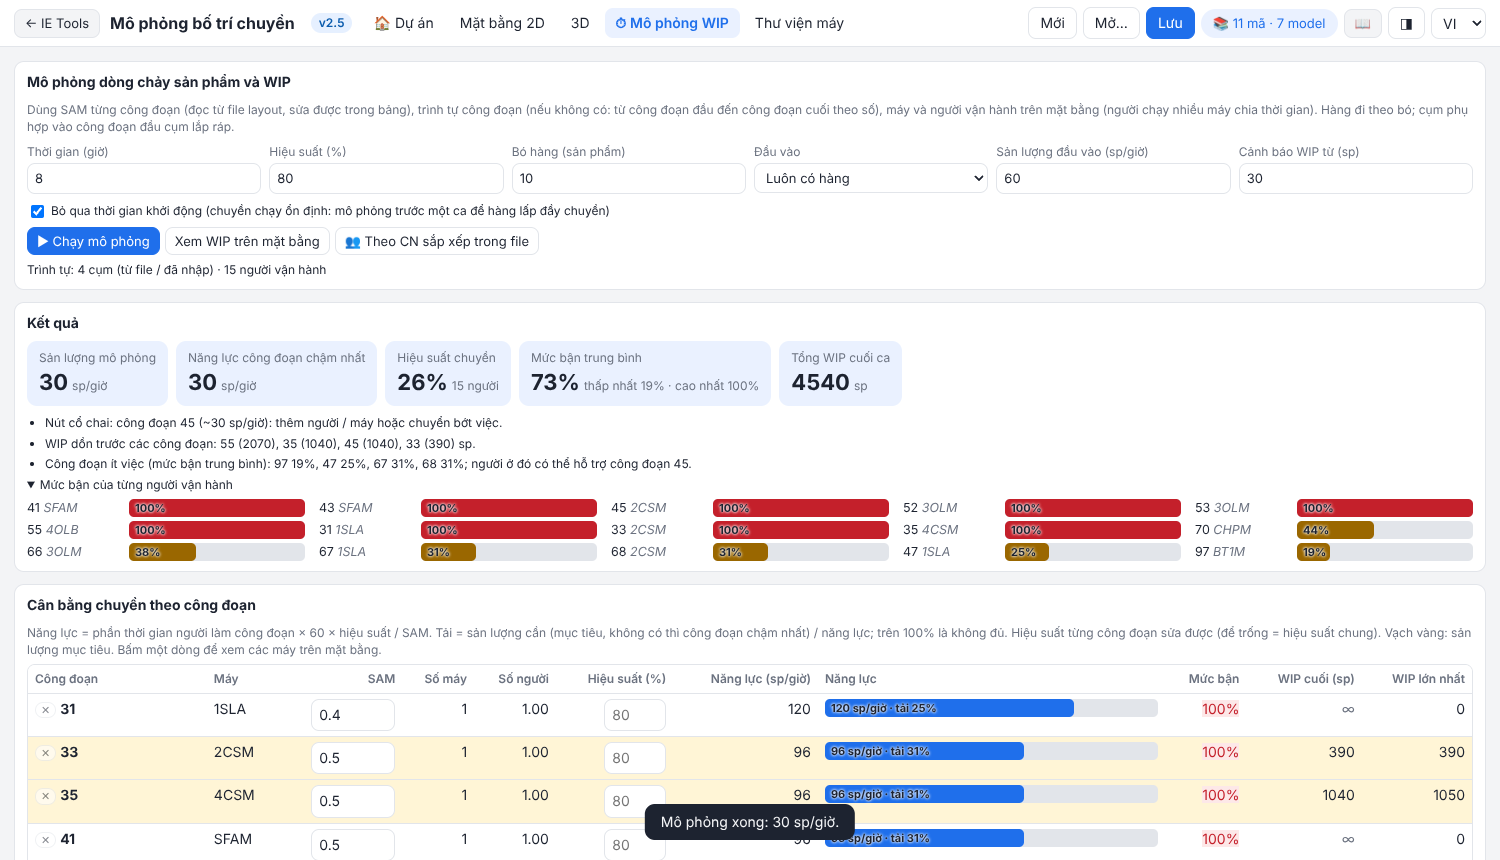 ← IE Tools
Mô phỏng bố trí chuyền
v2.5
🏠 Dự án
Mặt bằng 2D
3D
⏱ Mô phỏng WIP
Thư viện máy
Mới
Mở...
Lưu
📚 11 mã · 7 model
VI
Mô phỏng dòng chảy sản phẩm và WIP
Dùng SAM từng công đoạn (đọc từ file layout, sửa được trong bảng), trình tự công đoạn (nếu không có: từ công đoạn đầu đến công đoạn cuối theo số), máy và người vận hành trên mặt bằng (người chạy nhiều máy chia thời gian). Hàng đi theo bó; cụm phụ
hợp vào công đoạn đầu cụm lắp ráp.
Thời gian (giờ)
Hiệu suất (%)
Bó hàng (sản phẩm)
Đầu vào
Sản lượng đầu vào (sp/giờ)
Cảnh báo WIP từ (sp)
8
80
10
Luôn có hàng
60
30
Bỏ qua thời gian khởi động (chuyền chạy ổn định: mô phỏng trước một ca để hàng lấp đầy chuyền)
▶ Chạy mô phỏng
Xem WIP trên mặt bằng
👥 Theo CN sắp xếp trong file
Trình tự: 4 cụm (từ file / đã nhập) · 15 người vận hành
Kết quả
Sản lượng mô phỏng
30 sp/giờ
Năng lực công đoạn chậm nhất
30 sp/giờ
Hiệu suất chuyền
26% 15 người
Mức bận trung bình
73% thấp nhất 19% · cao nhất 100%
Tổng WIP cuối ca
4540 sp
• Nút cổ chai: công đoạn 45 (~30 sp/giờ): thêm người / máy hoặc chuyển bớt việc.
• WIP dồn trước các công đoạn: 55 (2070), 35 (1040), 45 (1040), 33 (390) sp.
• Công đoạn ít việc (mức bận trung bình): 97 19%, 47 25%, 67 31%, 68 31%; người ở đó có thể hỗ trợ công đoạn 45.
▼ Mức bận của từng người vận hành
41 SFAM 100% 43 SFAM 100% 45 2CSM 100% 52 3OLM 100% 53 3OLM 100%
55 4OLB 100% 31 1SLA 100% 33 2CSM 100% 35 4CSM 100% 70 CHPM 44%
66 3OLM 38% 67 1SLA 31% 68 2CSM 31% 47 1SLA 25% 97 BT1M 19%
Cân bằng chuyền theo công đoạn
Năng lực = phần thời gian người làm công đoạn × 60 × hiệu suất / SAM. Tải = sản lượng cần (mục tiêu, không có thì công đoạn chậm nhất) / năng lực; trên 100% là không đủ. Hiệu suất từng công đoạn sửa được (để trống = hiệu suất chung). Vạch vàng: sản
lượng mục tiêu. Bấm một dòng để xem các máy trên mặt bằng.
Công đoạn Máy SAM Số máy Số người Hiệu suất (%) Năng lực (sp/giờ) Năng lực Mức bận WIP cuối (sp) WIP lớn nhất
× 31 1SLA 0.4 1 1.00 80 120 120 sp/giờ · tải 25% 100% ∞ 0
× 33 2CSM 0.5 1 1.00 80 96 96 sp/giờ · tải 31% 100% 390 390
× 35 4CSM 0.5 1 1.00 80 96 96 sp/giờ · tải 31% 100% 1040 1050
× 41 SFAM 0.5 1 1.00 80 sp/giờ · tải 31% 100% ∞ 0
Mô phỏng xong: 30 sp/giờ.